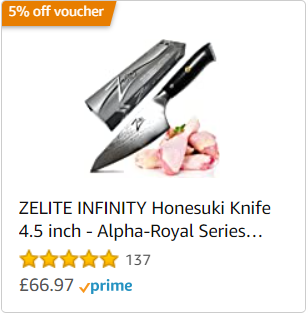 5% off voucher
ZELITE INFINITY Honesuki Knife
4.5 inch - Alpha-Royal Series...
137
£66.97 prime